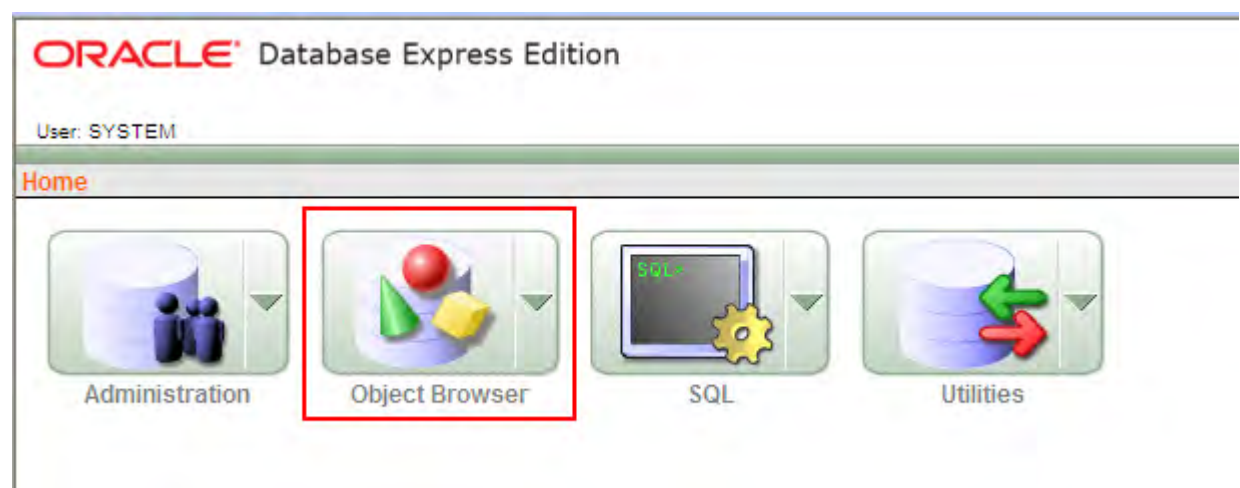 ORACLE Database Express Edition
User: SYSTEM
Home
SQL>
Administration Object Browser SQL Utilities